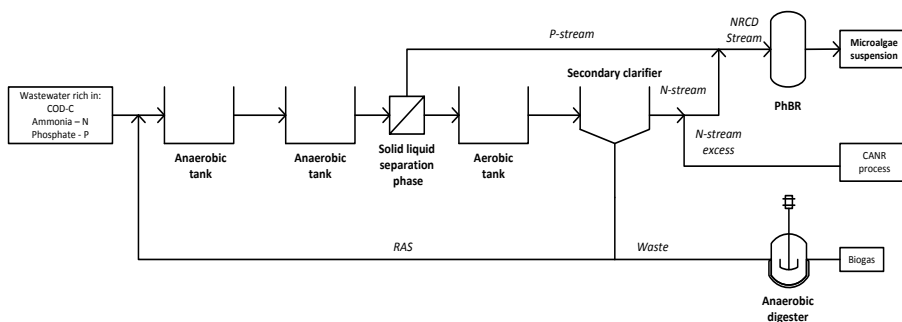 P-stream
NRCD
Stream
Microalgae
suspension
PhBR
Wastewater rich in:
COD-C
Ammonia – N
Phosphate - P
Secondary clarifier
N-stream
Anaerobic
tank
Anaerobic
tank
Solid liquid
separation
phase
Aerobic
tank
N-stream
excess
CANR
process
RAS
Waste
Biogas
Anaerobic
digester